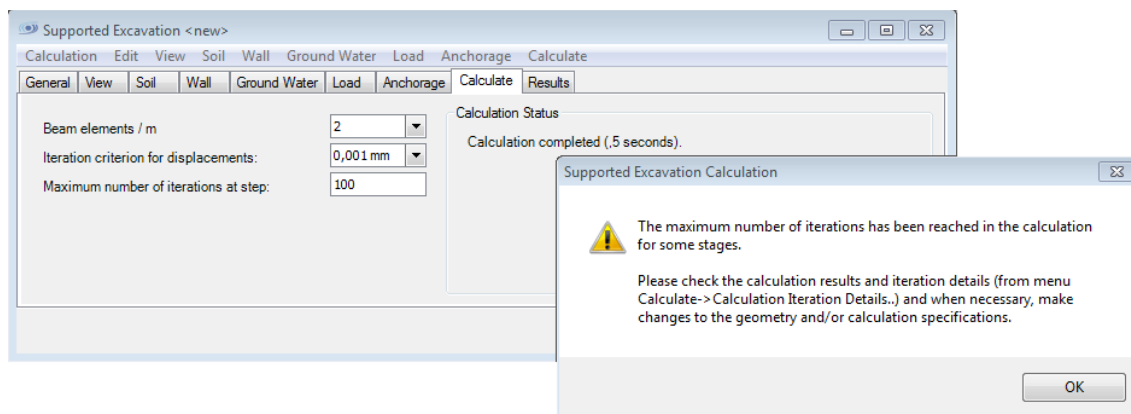 Supported Excavation <new>
Calculation Edit View Soil Wall Ground Water Load Anchorage Calculate
General View Soil Wall Ground Water Load Anchorage Calculate Results
Beam elements / m 2
Iteration criterion for displacements: 0,001 mm
Maximum number of iterations at step: 100
Calculation Status
Calculation completed (,5 seconds).
Supported Excavation Calculation
The maximum number of iterations has been reached in the calculation
for some stages.
Please check the calculation results and iteration details (from menu
Calculate->Calculation Iteration Details..) and when necessary, make
changes to the geometry and/or calculation specifications.
OK